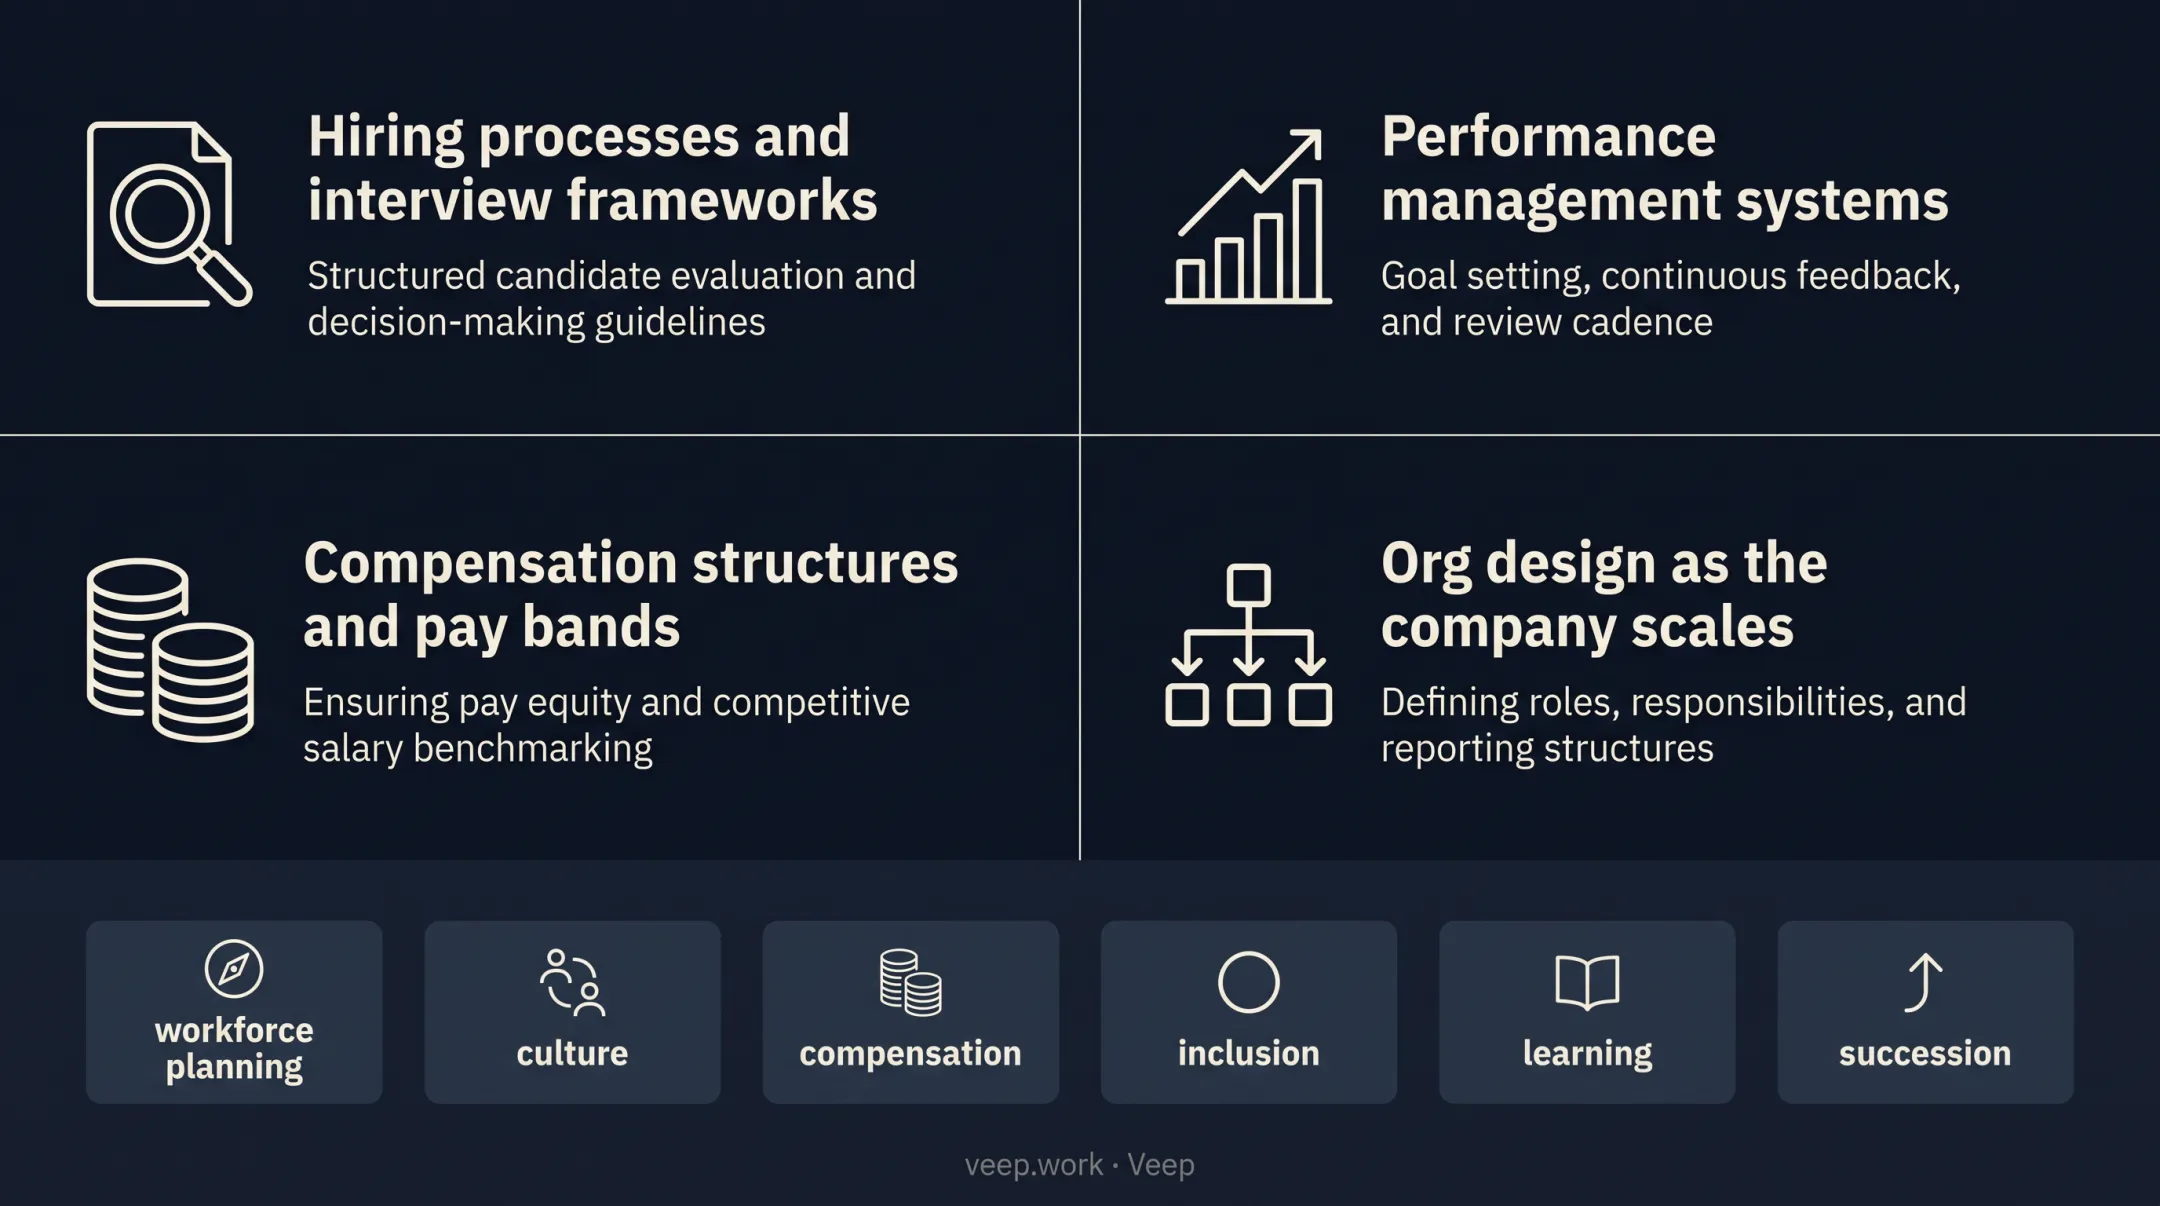 Hiring processes and
interview frameworks
Structured candidate evaluation and
decision-making guidelines
Performance
management systems
Goal setting, continuous feedback,
and review cadence
Compensation structures
and pay bands
Ensuring pay equity and competitive
salary benchmarking
Org design as the
company scales
Defining roles, responsibilities, and
reporting structures
workforce
planning
culture
compensation
inclusion
learning
succession
veep.work · Veep